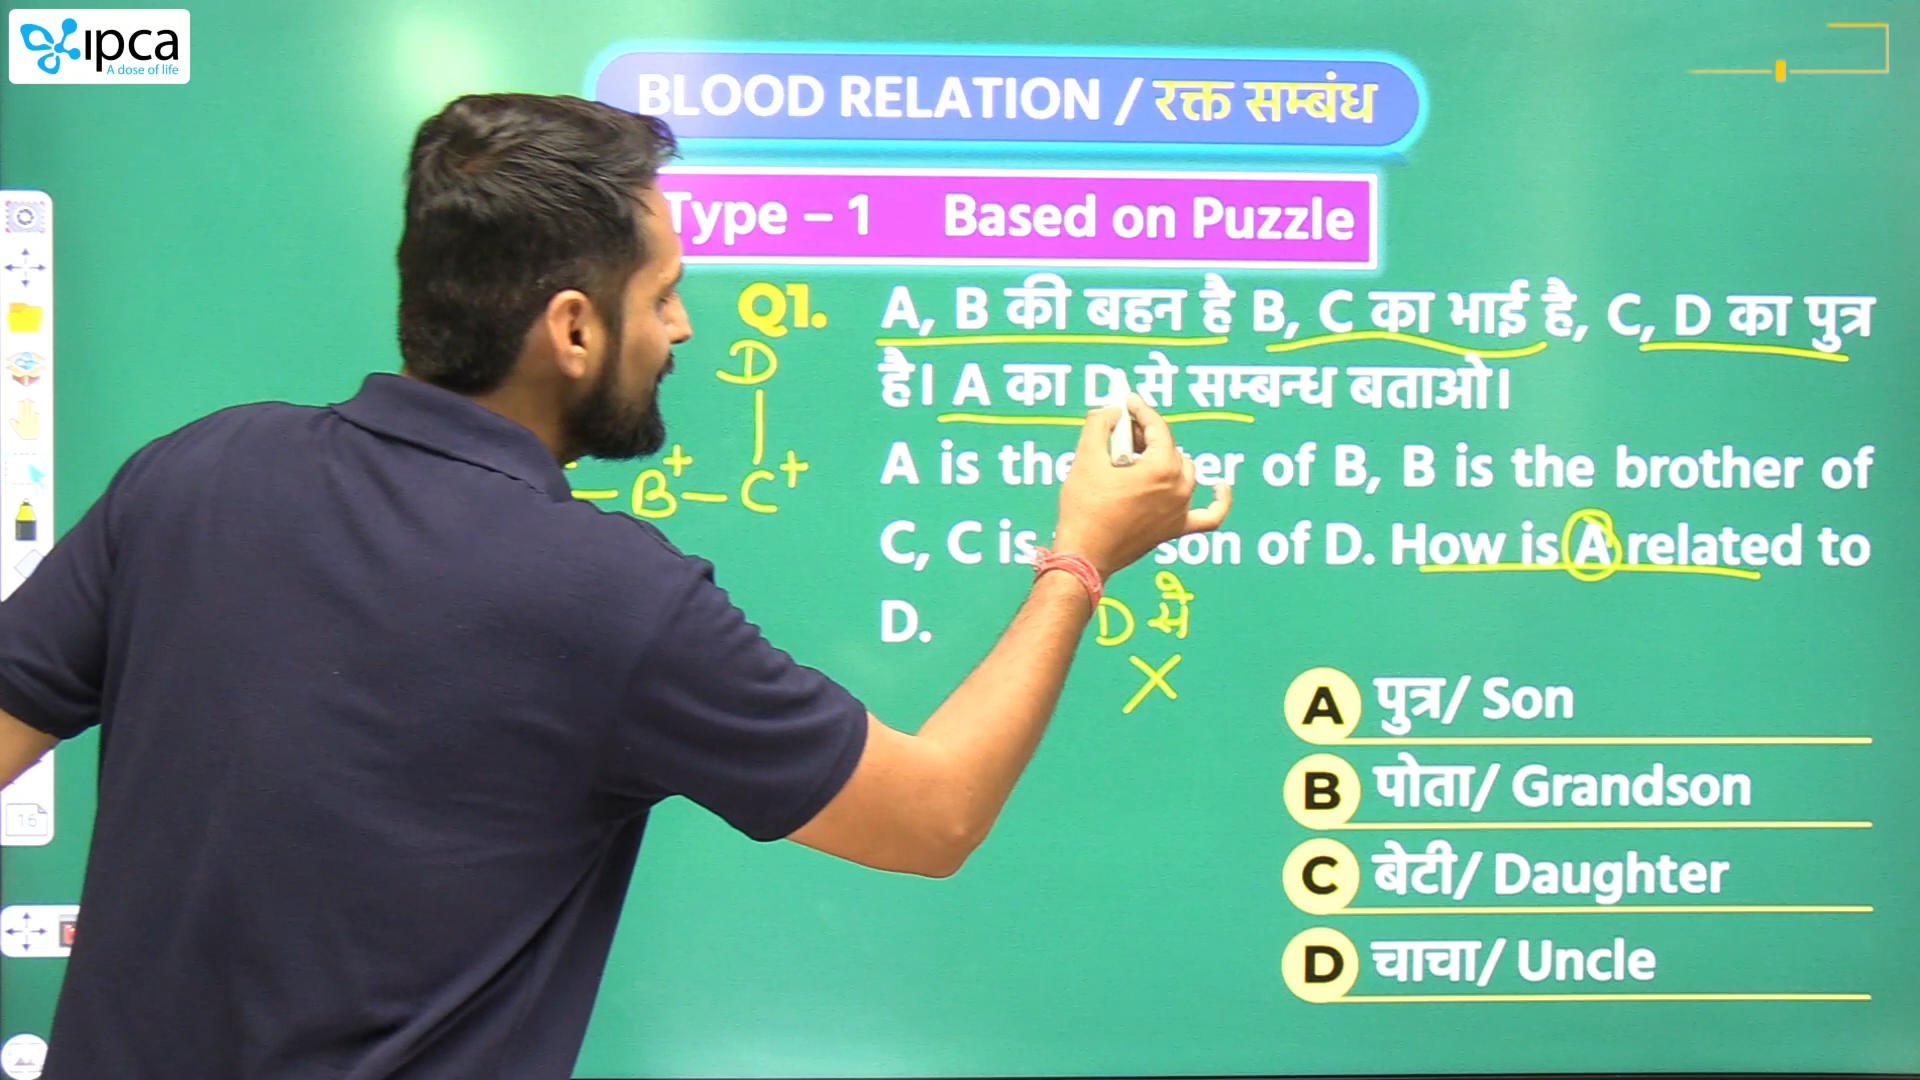 ipca
A dose of life
BLOOD RELATION / रक्त सम्बंध
Type – 1 Based on Puzzle
Q1. A, B की बहन है B, C का भाई है, C, D का पुत्र
है। A का D से सम्बन्ध बताओ।
A is the of B, B is the brother of
C, C is son of D. How is A related to
D.
D
B+ – C+
D से
X
A पुत्र/ Son
B पोता/ Grandson
C बेटी/ Daughter
D चाचा/ Uncle
16